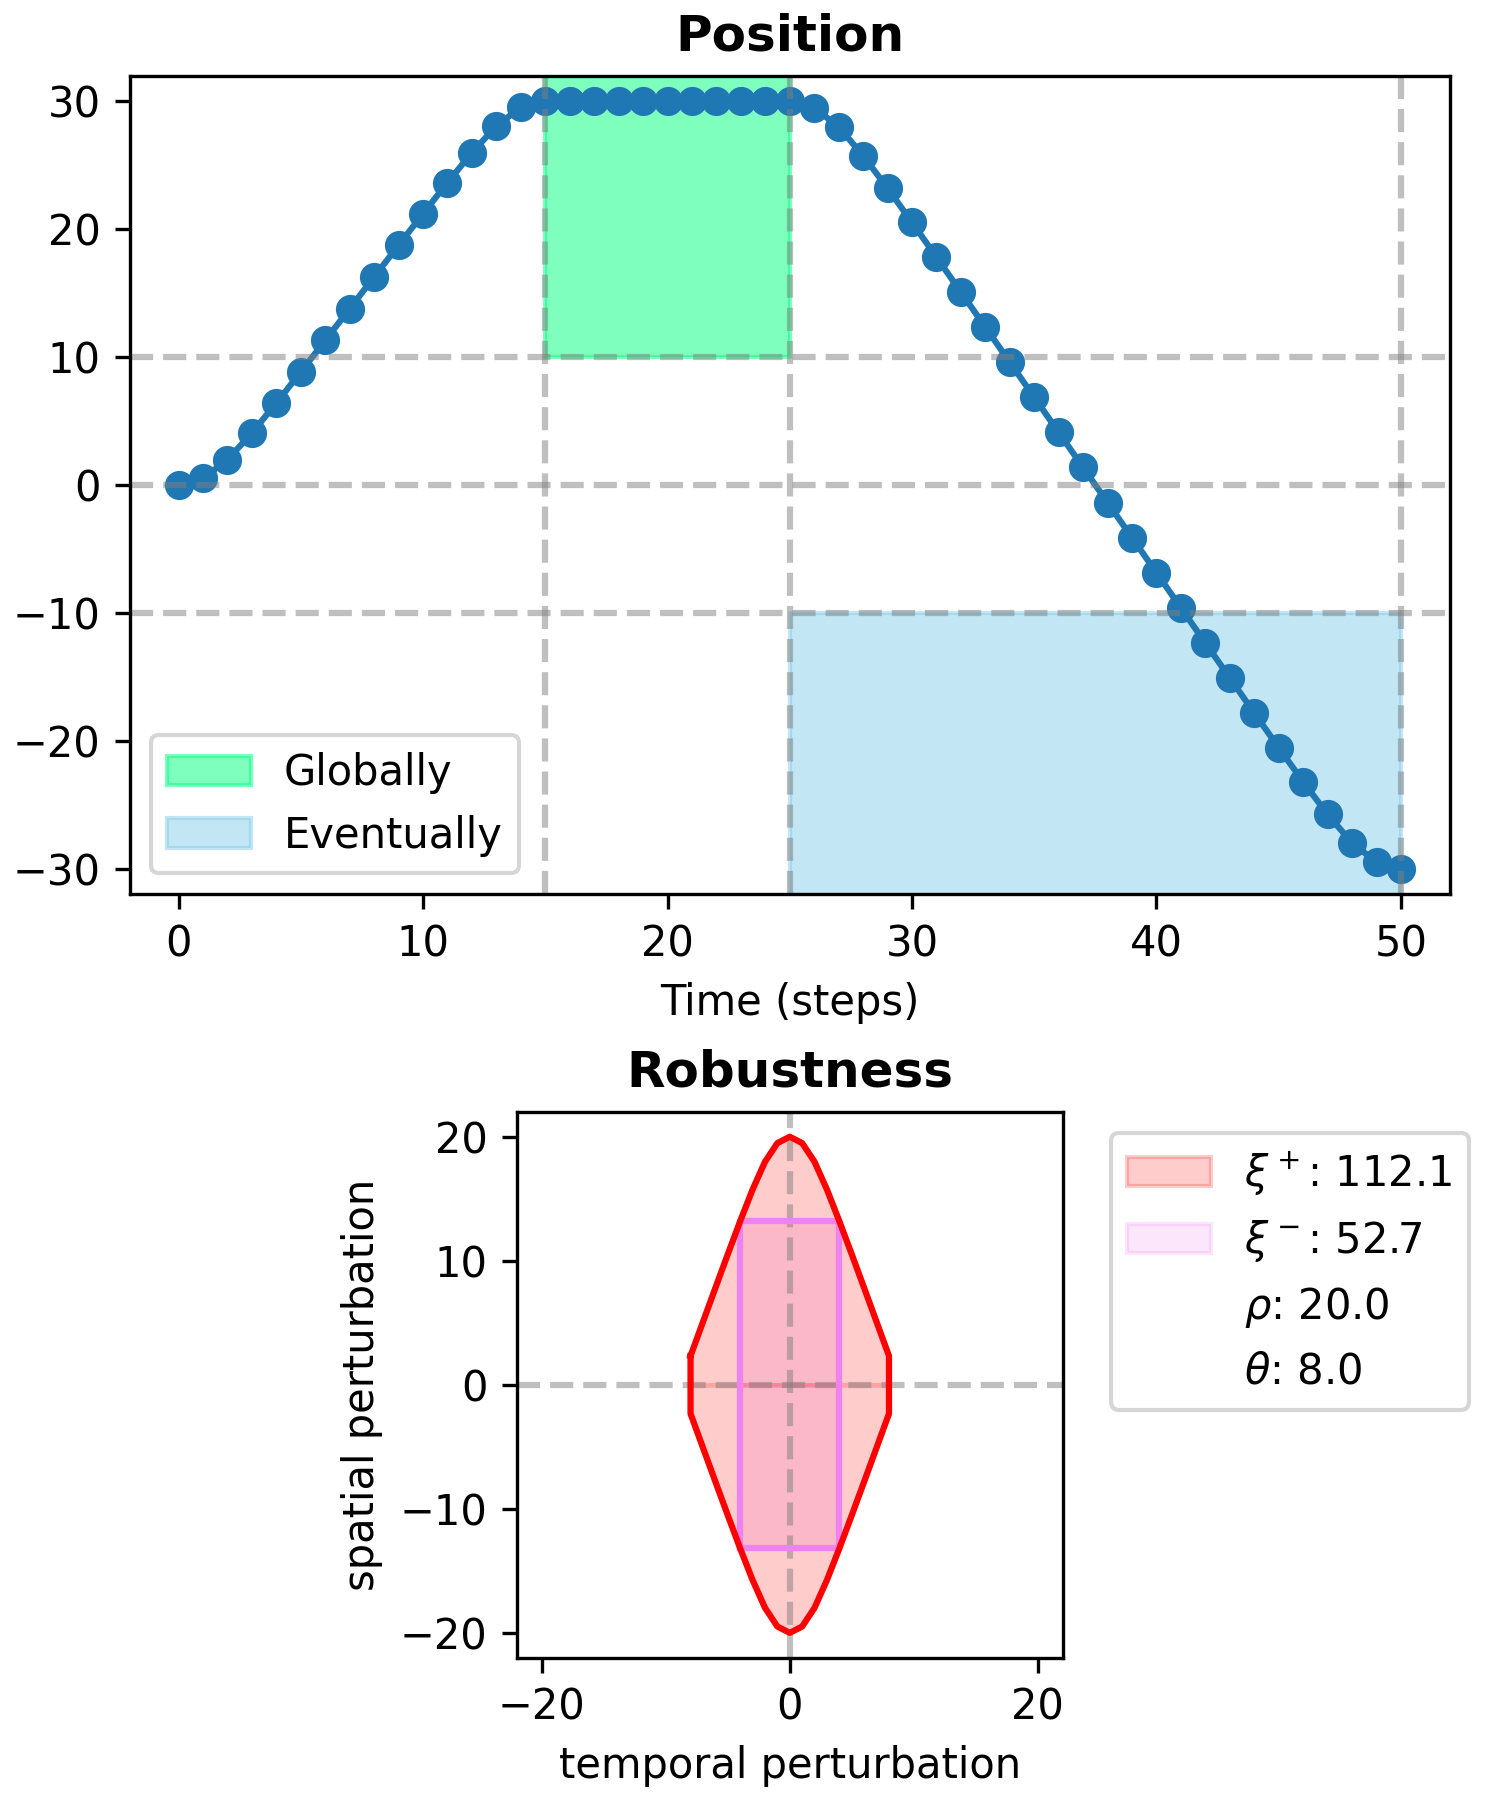 Position
30
20
10
0
−10
−20
−30
Globally
Eventually
0 10 20 30 40 50
Time (steps)
Robustness
20
10
0
−10
−20
spatial perturbation
−20 0 20
temporal perturbation
ξ⁺: 112.1
ξ⁻: 52.7
ρ: 20.0
θ: 8.0